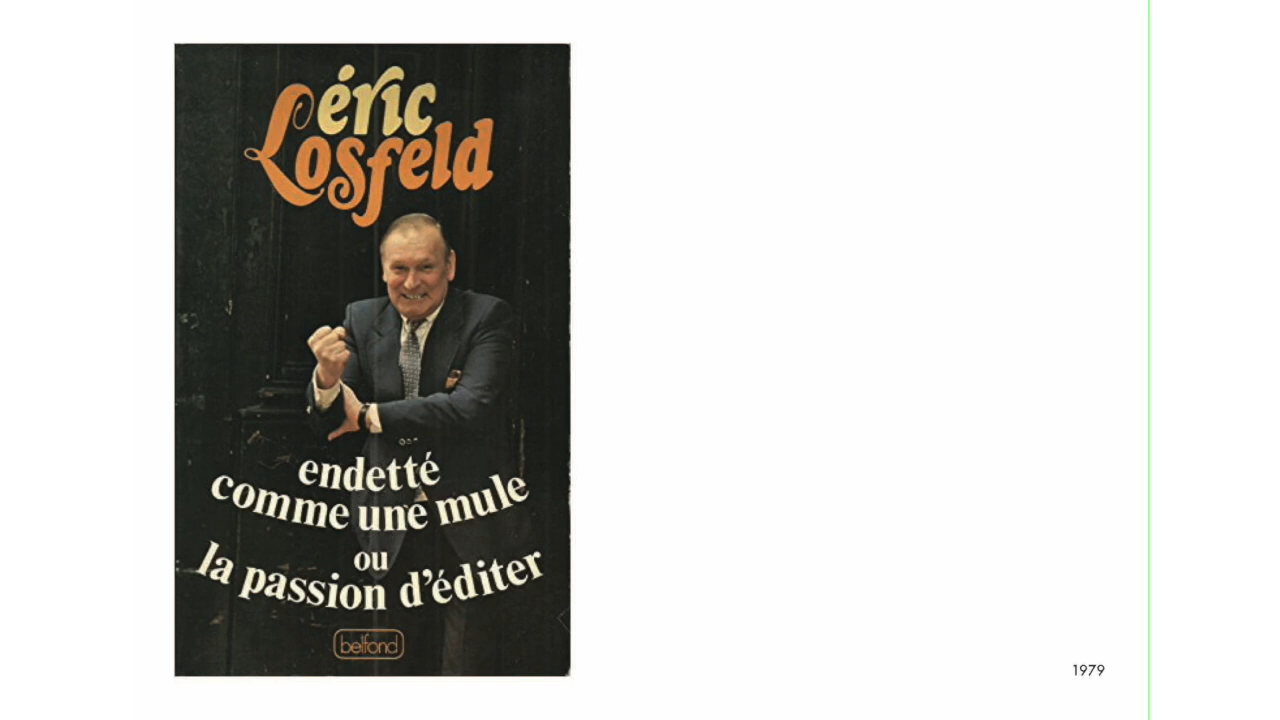 éric
Losfeld
endetté
comme une mule
ou
la passion d'éditer
belfond
1979